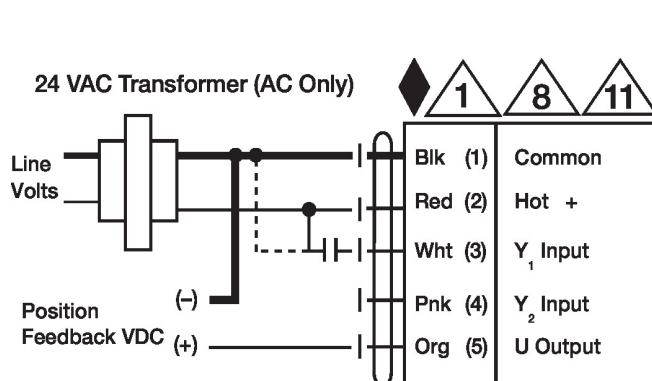 24 VAC Transformer (AC Only)
1 8 11
Line
Volts
Blk (1) Common
Red (2) Hot +
Wht (3) Y1 Input
Pnk (4) Y2 Input
Org (5) U Output
Position
Feedback VDC
(–)
(+)